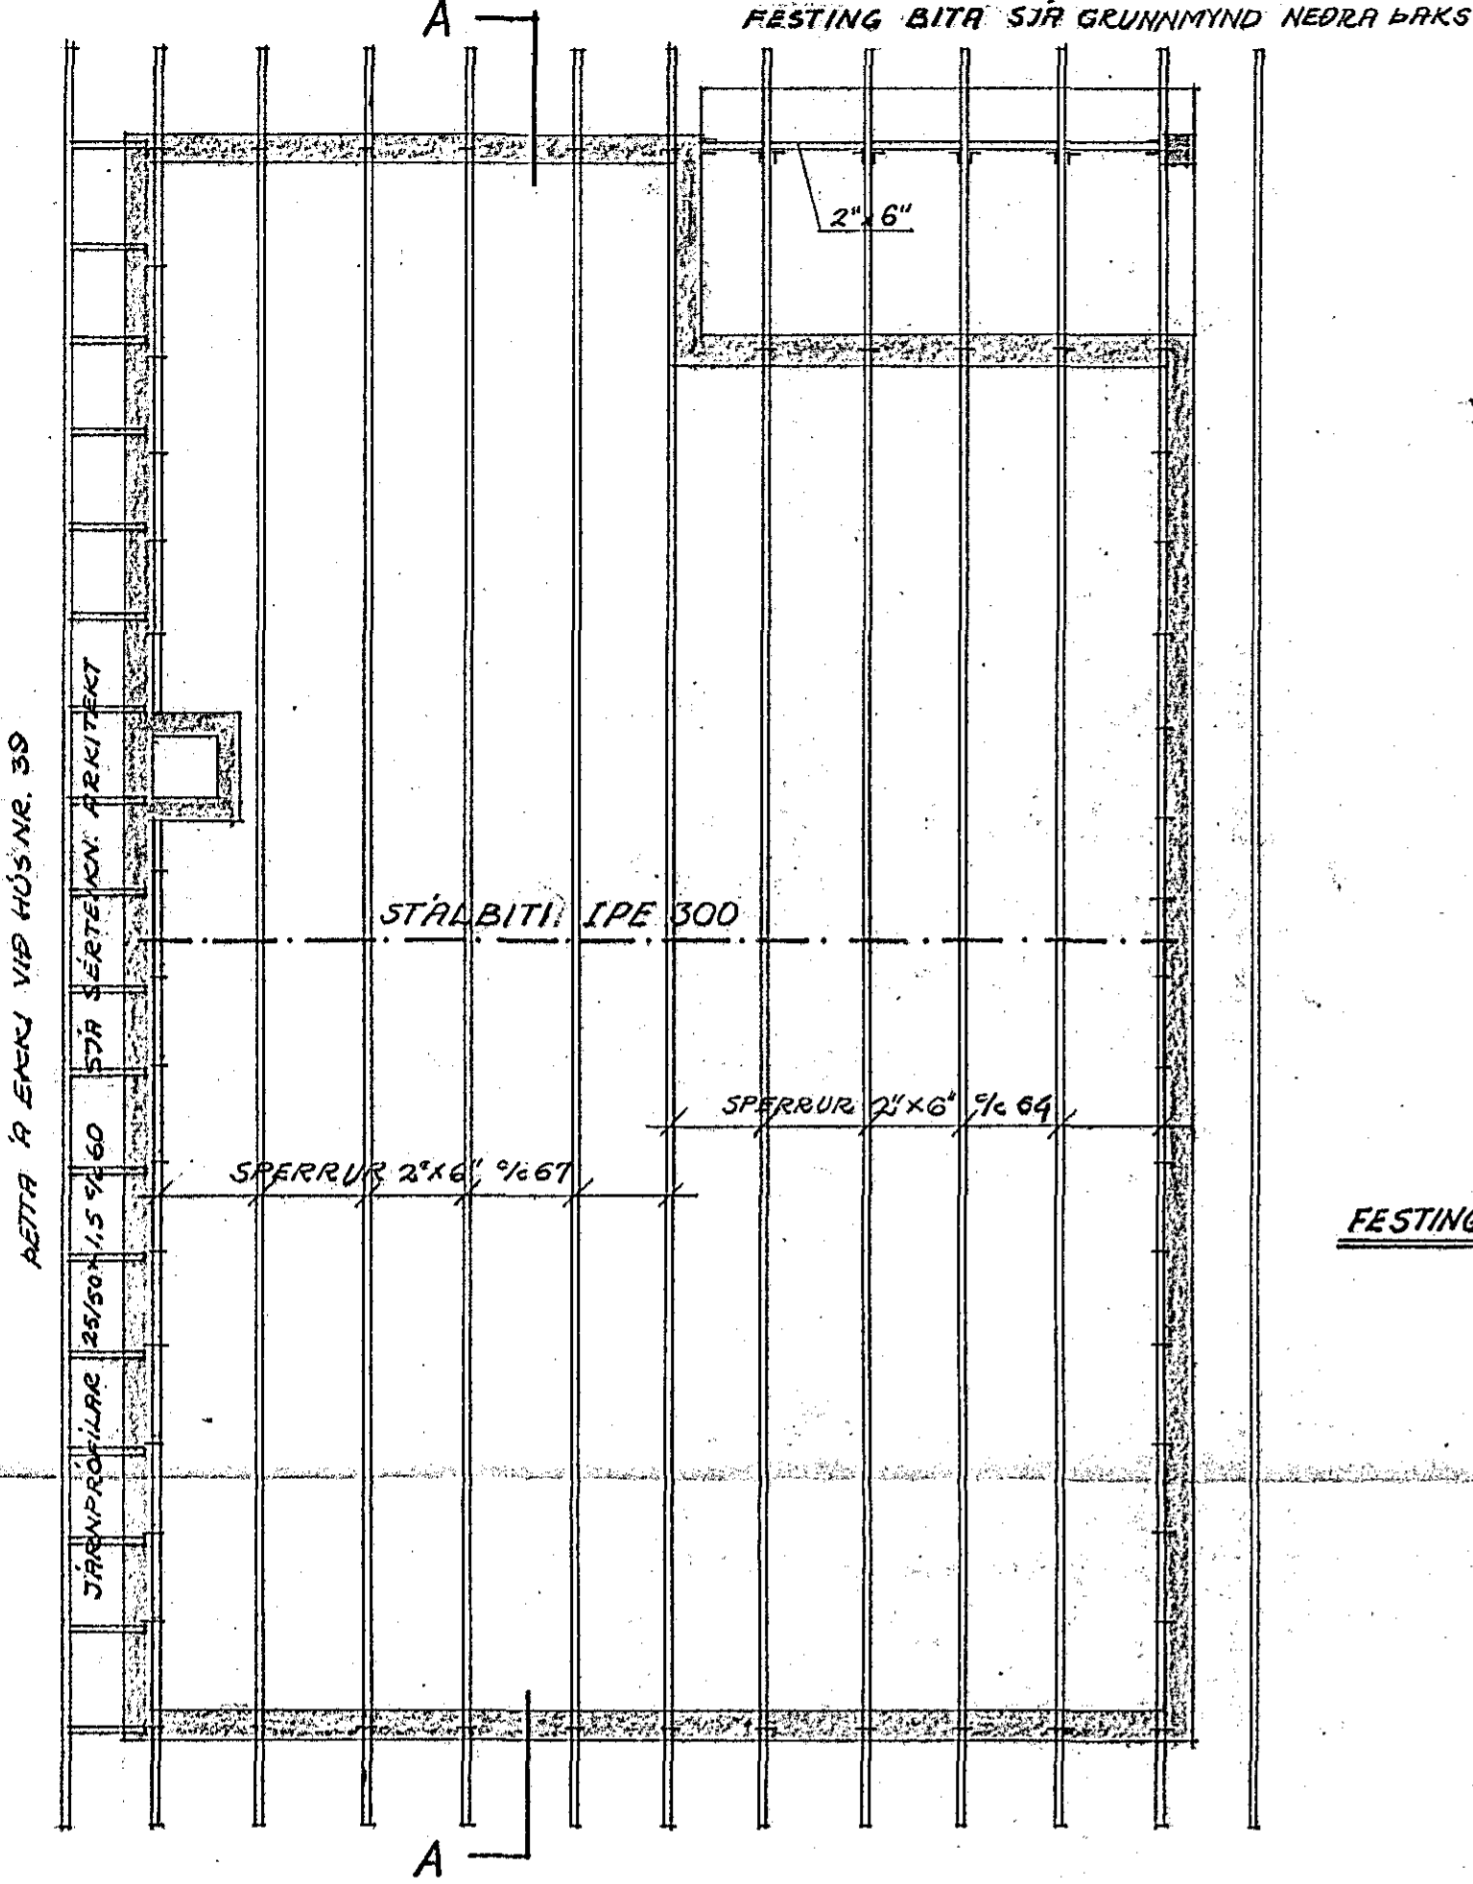 A
FESTING BITA SJÁ GRUNNMYND NEÐRA ÞAKS
2"x6"
ÞETTA Á EKKI VIÐ HÚS NR. 39
JÁRNPRÓFÍLAR 25/50x1,5 c/c 60 SJÁ SÉRTEIKN. ARKITEKT
STÁLBITI IPE 300
SPERRUR 2"x6" c/c 64
SPERRUR 2"x6" c/c 67
FESTING
A